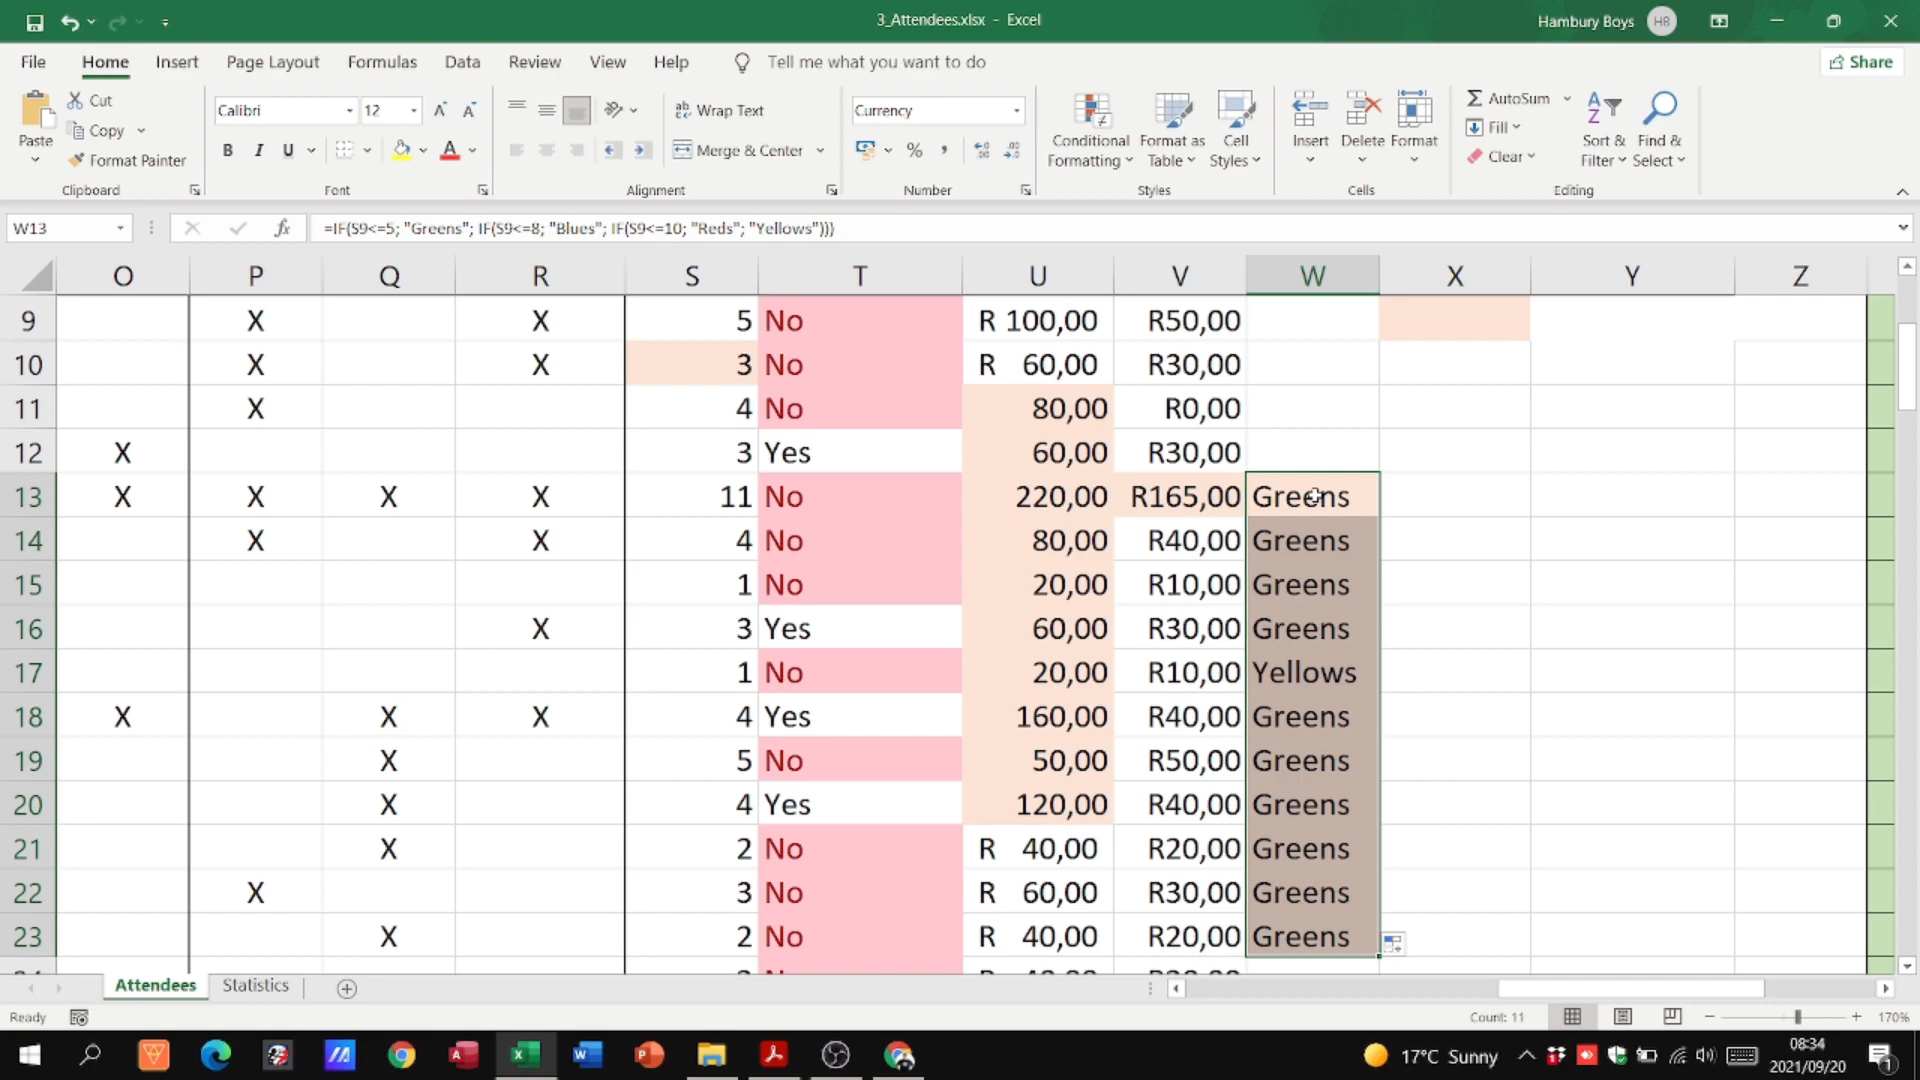 3_Attendees.xlsx - Excel
Hambury Boys HB
File Home Insert Page Layout Formulas Data Review View Help Tell me what you want to do Share
Paste Cut Copy Format Painter Clipboard
Calibri 12 B I U Font
Wrap Text Merge & Center Alignment
Currency % Number
Conditional Formatting Format as Table Cell Styles Styles
Insert Delete Format Cells
AutoSum Fill Clear Sort & Filter Find & Select Editing
W13 fx =IF(S9<=5; "Greens"; IF(S9<=8; "Blues"; IF(S9<=10; "Reds"; "Yellows")))
O P Q R S T U V W X Y Z
9 X X 5 No R 100,00 R50,00
10 X X 3 No R 60,00 R30,00
11 X 4 No 80,00 R0,00
12 X 3 Yes 60,00 R30,00
13 X X X X 11 No 220,00 R165,00 Greens
14 X X 4 No 80,00 R40,00 Greens
15 1 No 20,00 R10,00 Greens
16 X 3 Yes 60,00 R30,00 Greens
17 1 No 20,00 R10,00 Yellows
18 X X X 4 Yes 160,00 R40,00 Greens
19 X 5 No 50,00 R50,00 Greens
20 X 4 Yes 120,00 R40,00 Greens
21 X 2 No R 40,00 R20,00 Greens
22 X 3 No R 60,00 R30,00 Greens
23 X 2 No R 40,00 R20,00 Greens
Attendees Statistics
Ready Count: 11 170%
17°C Sunny 08:34
2021/09/20 1